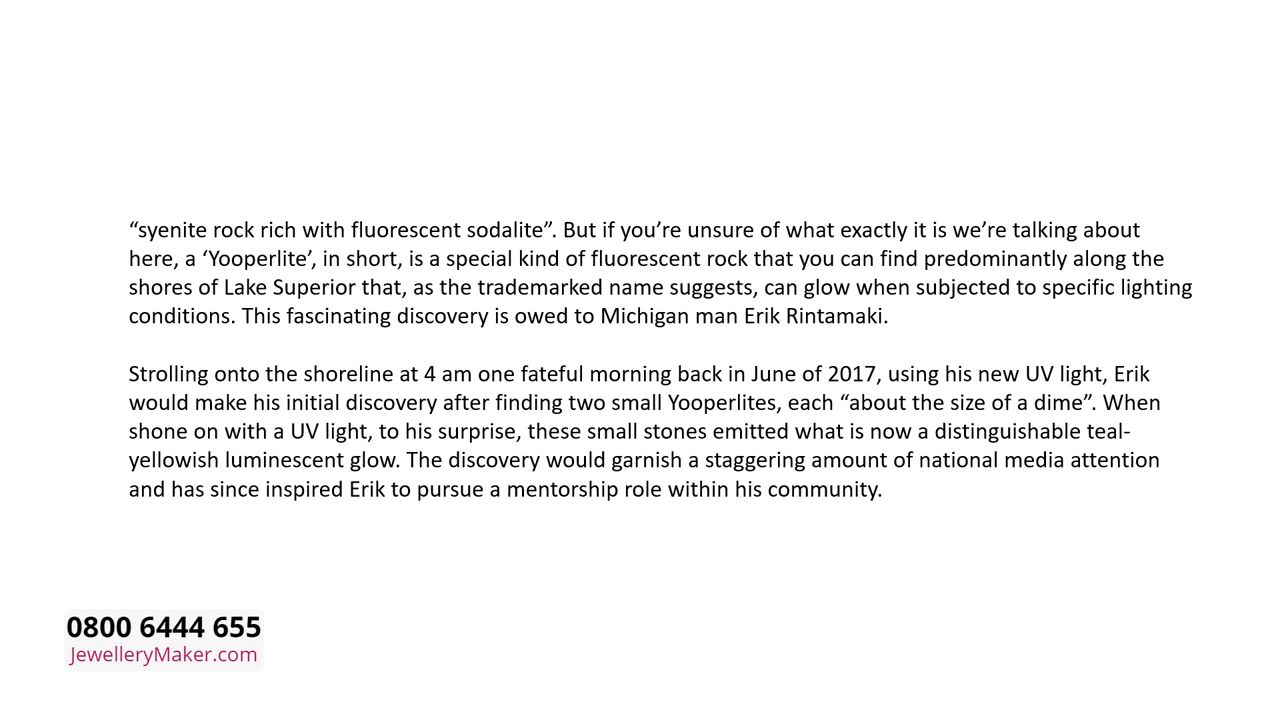 “syenite rock rich with fluorescent sodalite”. But if you’re unsure of what exactly it is we’re talking about
here, a ‘Yooperlite’, in short, is a special kind of fluorescent rock that you can find predominantly along the
shores of Lake Superior that, as the trademarked name suggests, can glow when subjected to specific lighting
conditions. This fascinating discovery is owed to Michigan man Erik Rintamaki.
Strolling onto the shoreline at 4 am one fateful morning back in June of 2017, using his new UV light, Erik
would make his initial discovery after finding two small Yooperlites, each “about the size of a dime”. When
shone on with a UV light, to his surprise, these small stones emitted what is now a distinguishable teal-
yellowish luminescent glow. The discovery would garnish a staggering amount of national media attention
and has since inspired Erik to pursue a mentorship role within his community.
0800 6444 655
JewelleryMaker.com